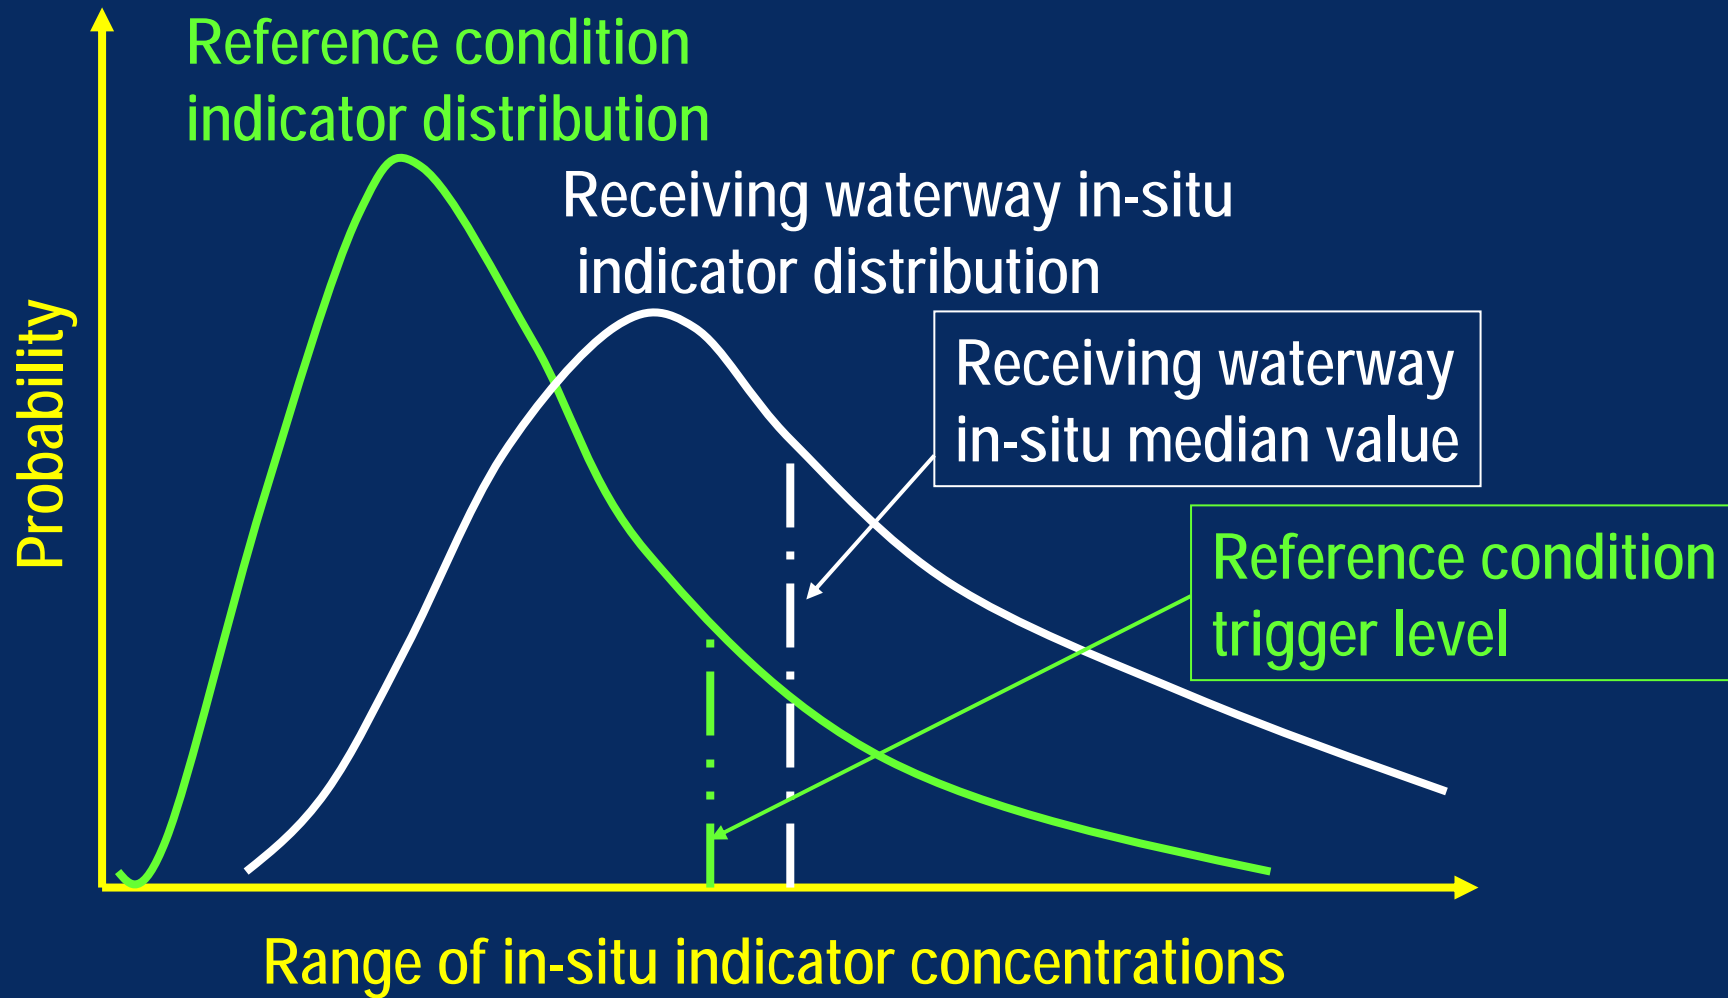 Reference condition
indicator distribution
Receiving waterway in-situ
indicator distribution
Receiving waterway
in-situ median value
Reference condition
trigger level
Probability
Range of in-situ indicator concentrations